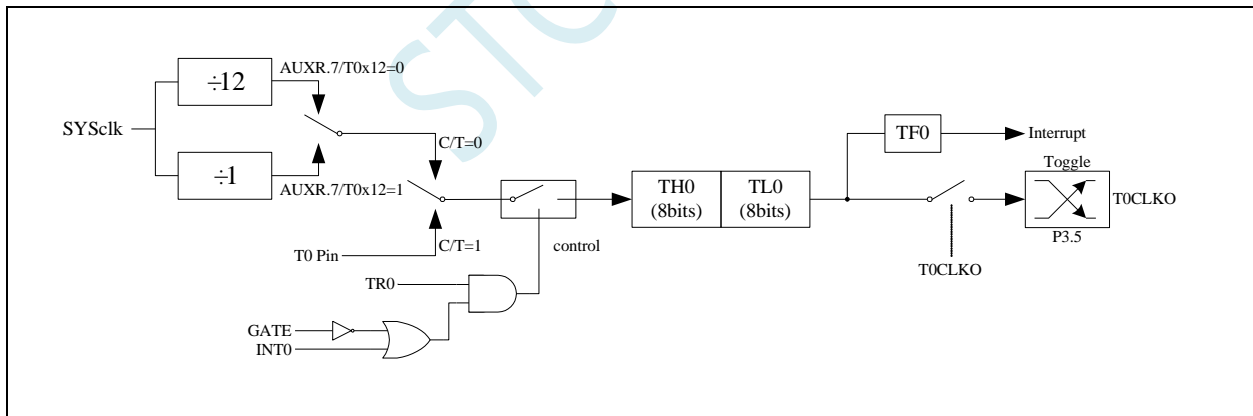 STC
÷12
AUXR.7/T0x12=0
SYSclk
÷1
AUXR.7/T0x12=1
C/T=0
C/T=1
T0 Pin
control
TR0
GATE
INT0
TH0
(8bits)
TL0
(8bits)
TF0
Interrupt
Toggle
T0CLKO
P3.5
T0CLKO